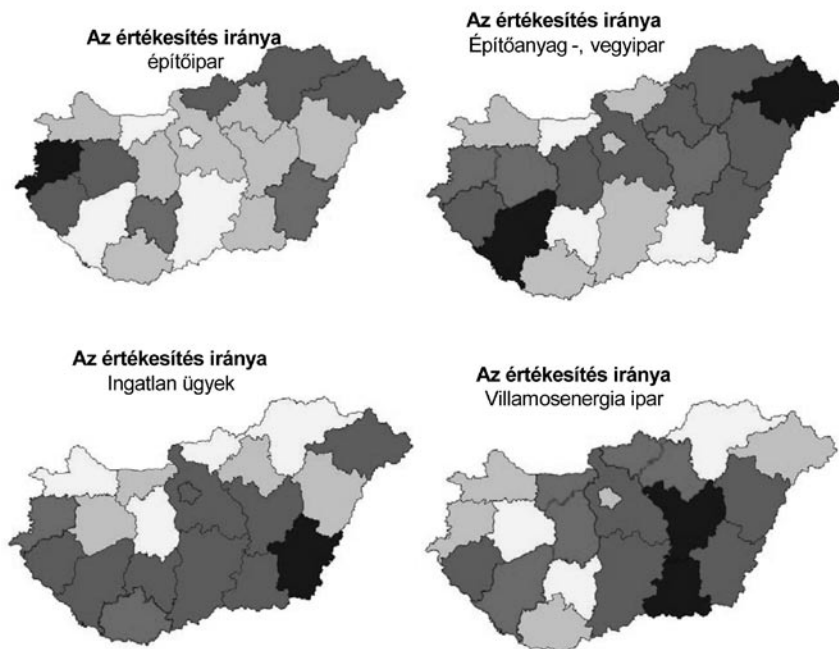 Az értékesítés iránya
építőipar
Az értékesítés iránya
Építőanyag -, vegyipar
Az értékesítés iránya
Ingatlan ügyek
Az értékesítés iránya
Villamosenergia ipar